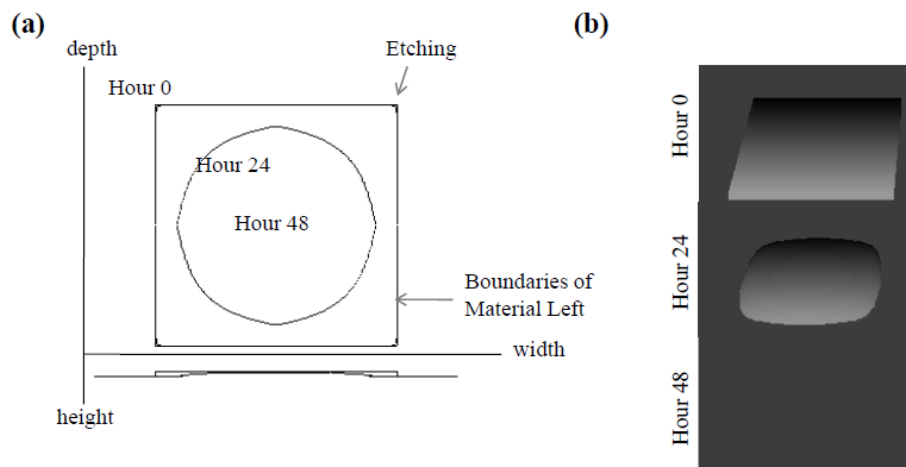 (a)
depth
Etching
Hour 0
Hour 24
Hour 48
Boundaries of
Material Left
width
height
(b)
Hour 0
Hour 24
Hour 48